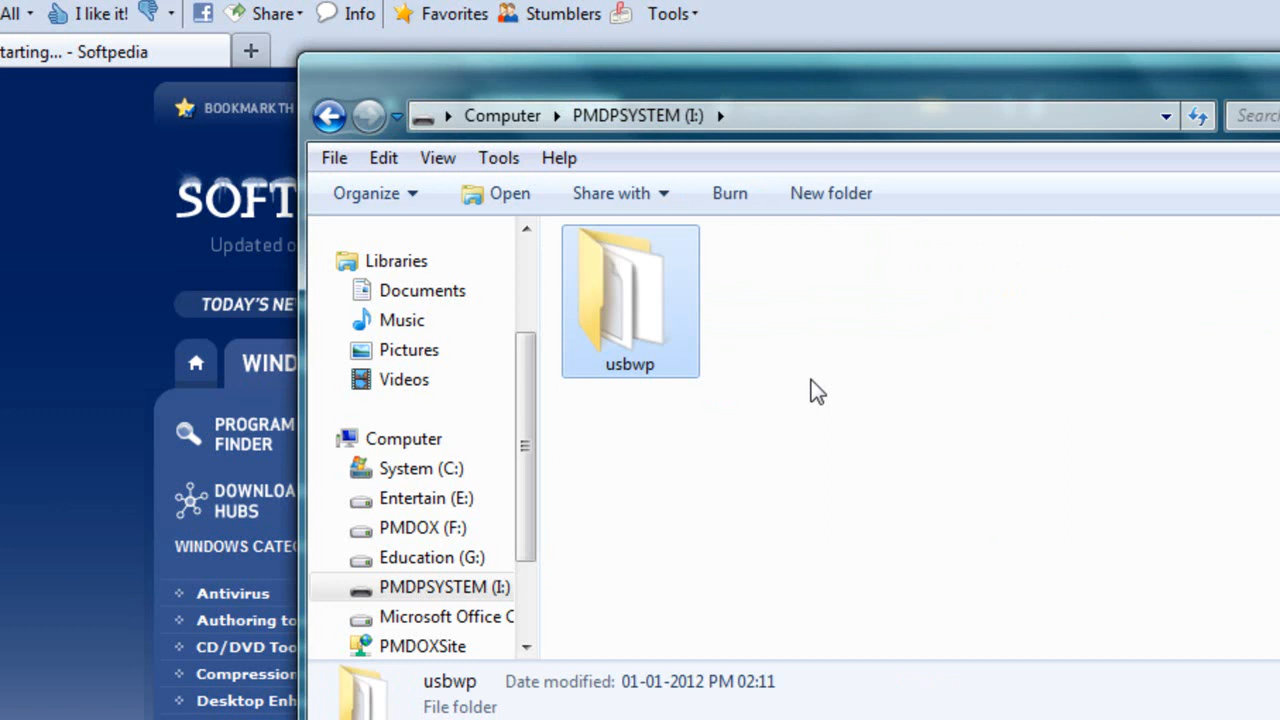 All I like it! Share Info Favorites Stumblers Tools
tarting... - Softpedia
BOOKMARK TH
SOFT
Updated o
TODAY'S NE
WIND
PROGRAM
FINDER
DOWNLOA
HUBS
WINDOWS CATEG
Antivirus
Authoring to
CD/DVD Too
Compression
Desktop Enh
Computer PMDPSYSTEM (I:) Searc
File Edit View Tools Help
Organize Open Share with Burn New folder
Libraries
Documents
Music
Pictures
Videos
Computer
System (C:)
Entertain (E:)
PMDOX (F:)
Education (G:)
PMDPSYSTEM (I:)
Microsoft Office C
PMDOXSite
usbwp
usbwp Date modified: 01-01-2012 PM 02:11
File folder